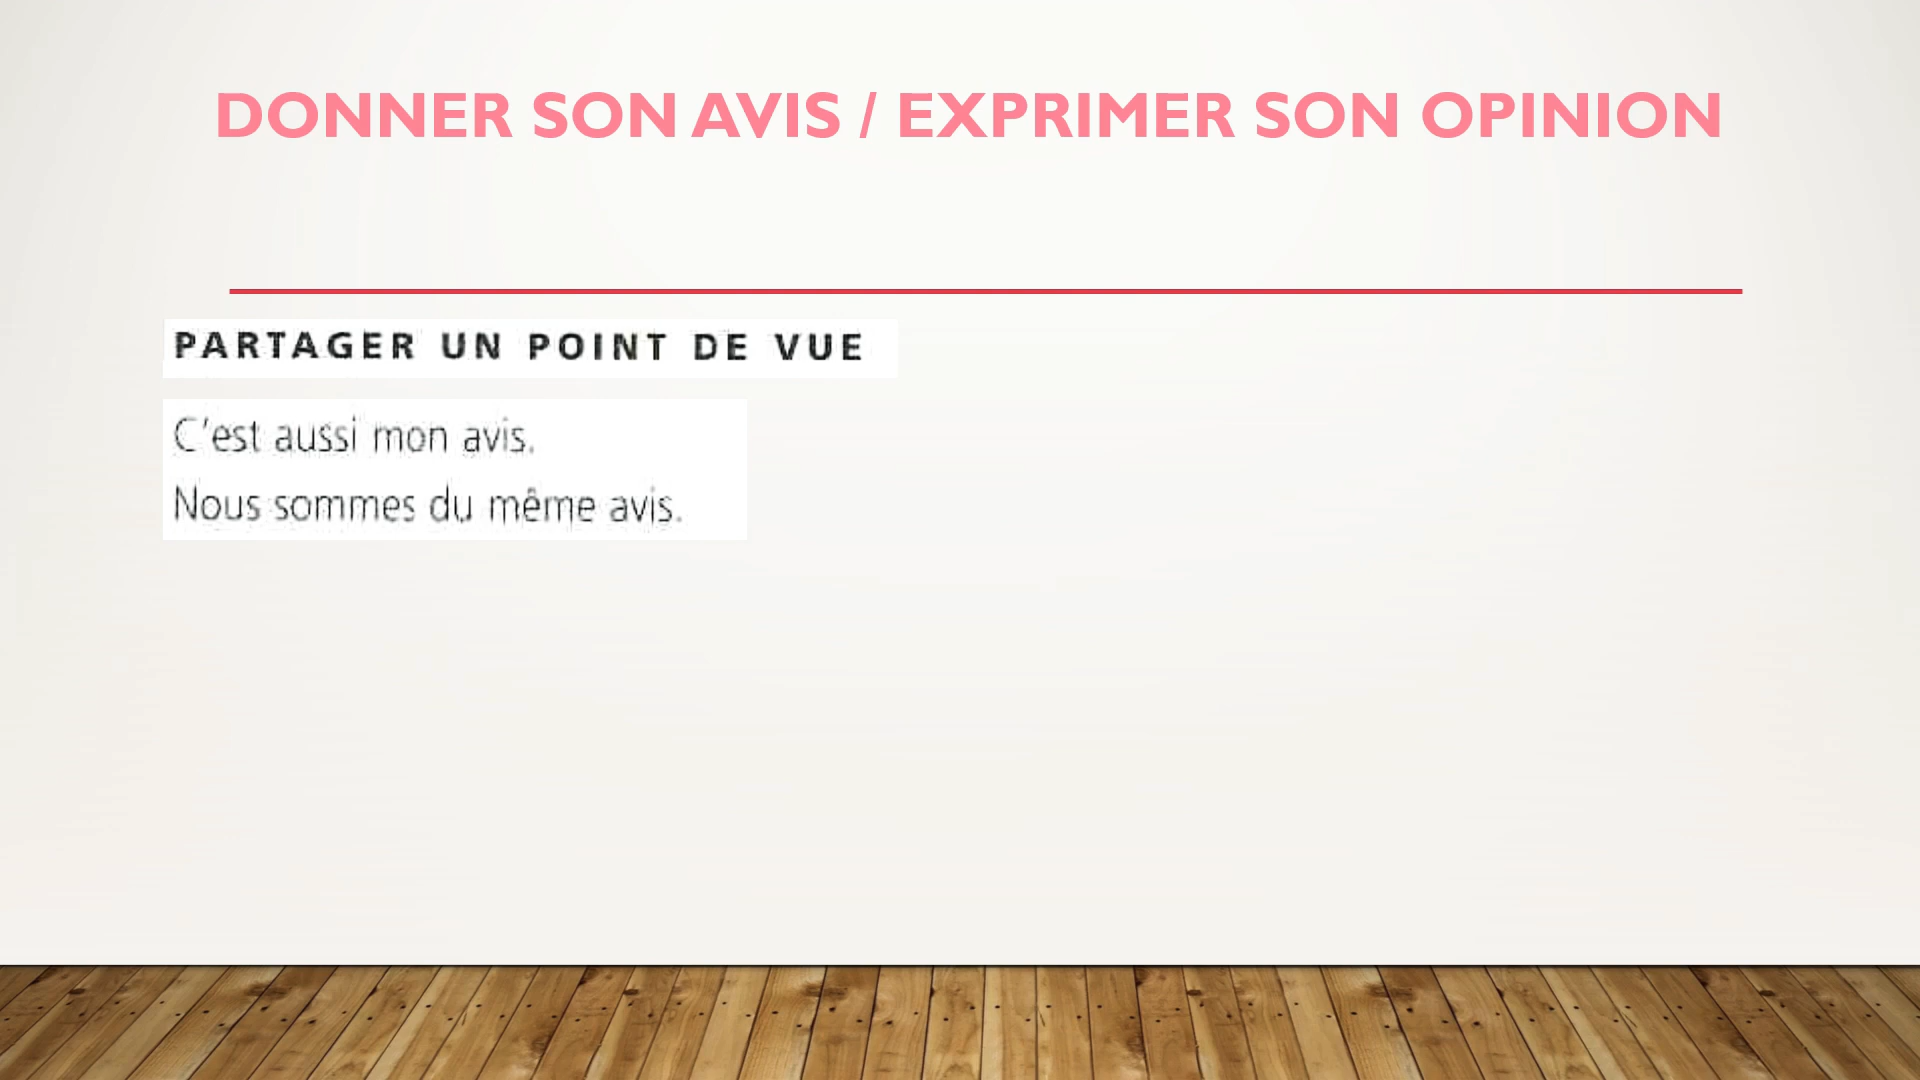 DONNER SON AVIS / EXPRIMER SON OPINION
PARTAGER UN POINT DE VUE
C'est aussi mon avis.
Nous sommes du même avis.